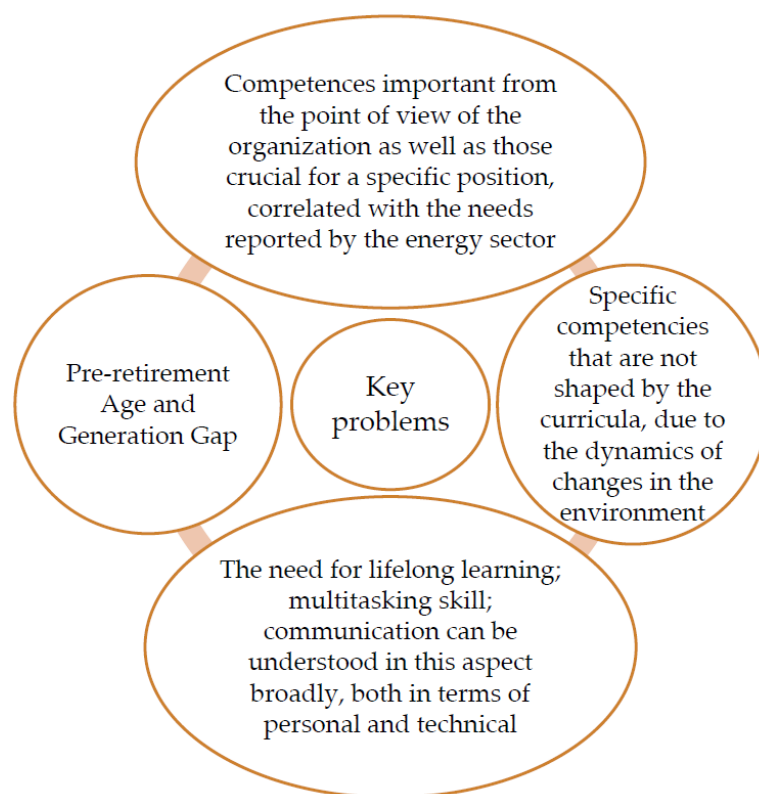 Competences important from
the point of view of the
organization as well as those
crucial for a specific position,
correlated with the needs
reported by the energy sector
Specific
competencies
that are not
shaped by the
curricula, due to
the dynamics of
changes in the
environment
Pre-retirement
Age and
Generation Gap
Key
problems
The need for lifelong learning;
multitasking skill;
communication can be
understood in this aspect
broadly, both in terms of
personal and technical